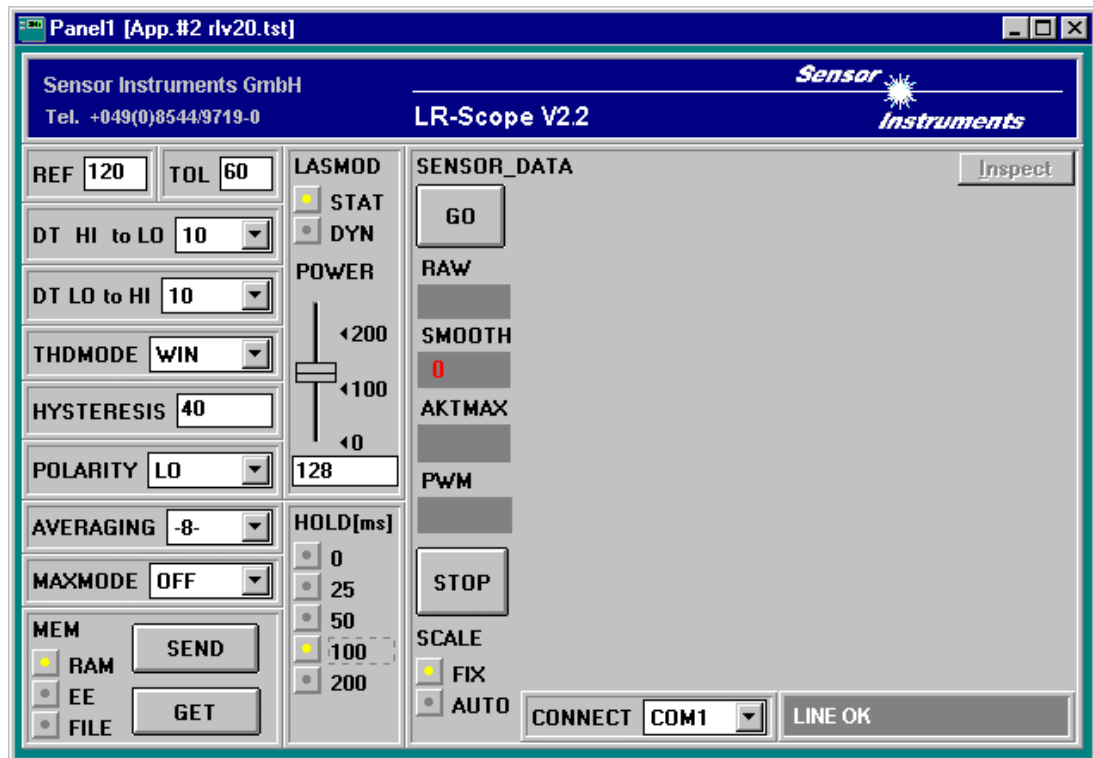 Panel1 [App.#2 rlv20.tst]
Sensor Instruments GmbH
Tel. +049(0)8544/9719-0
LR-Scope V2.2
Sensor
Instruments
REF 120
TOL 60
DT HI to LO 10
DT LO to HI 10
THDMODE WIN
HYSTERESIS 40
POLARITY LO
AVERAGING -8-
MAXMODE OFF
MEM
RAM
EE
FILE
SEND
GET
LASMOD
STAT
DYN
POWER
200
100
0
128
HOLD[ms]
0
25
50
100
200
SENSOR_DATA
GO
RAW
SMOOTH
0
AKTMAX
PWM
STOP
SCALE
FIX
AUTO
Inspect
CONNECT COM1
LINE OK